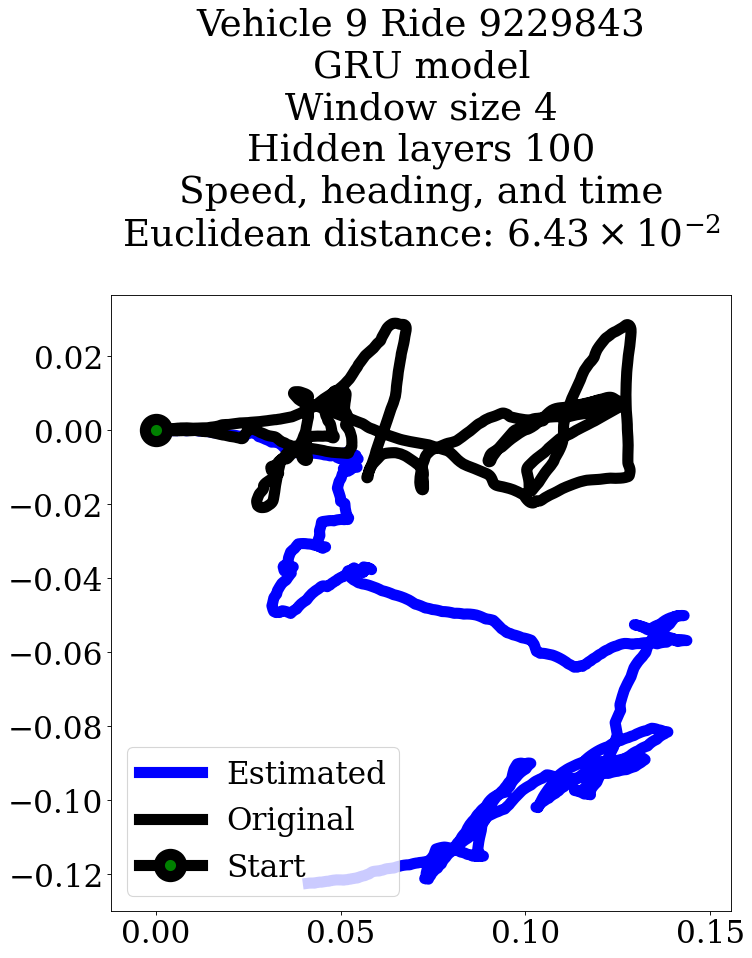 Vehicle 9 Ride 9229843
GRU model
Window size 4
Hidden layers 100
Speed, heading, and time
Euclidean distance: 6.43 × 10⁻²
0.02
0.00
−0.02
−0.04
−0.06
−0.08
−0.10
−0.12
Estimated
Original
Start
0.00 0.05 0.10 0.15